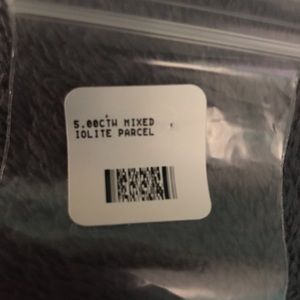 5.00CTW MIXED
IOLITE PARCEL